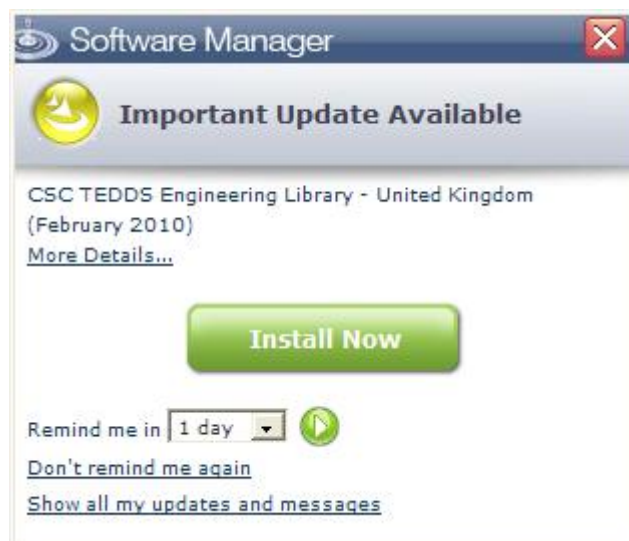 Software Manager
Important Update Available
CSC TEDDS Engineering Library - United Kingdom
(February 2010)
More Details...
Install Now
Remind me in 1 day
Don't remind me again
Show all my updates and messages